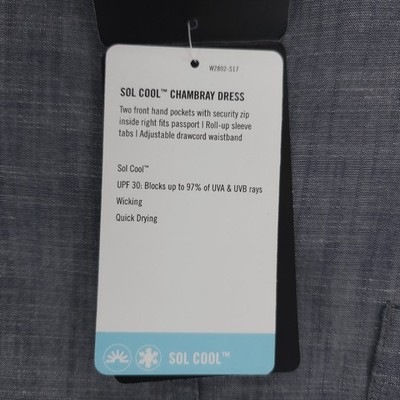 W2892-S17
SOL COOL™ CHAMBRAY DRESS
Two front hand pockets with security zip
inside right fits passport | Roll-up sleeve
tabs | Adjustable drawcord waistband
Sol Cool™
UPF 30: Blocks up to 97% of UVA & UVB rays
Wicking
Quick Drying
SOL COOL™